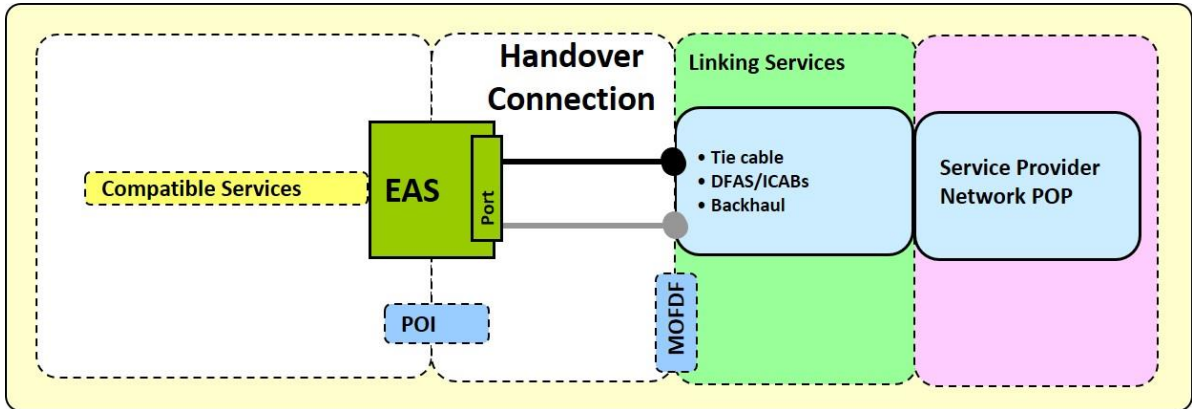 Handover
Connection
Linking Services
Compatible Services
EAS
Port
• Tie cable
• DFAS/ICABs
• Backhaul
Service Provider
Network POP
POI
MOFDF